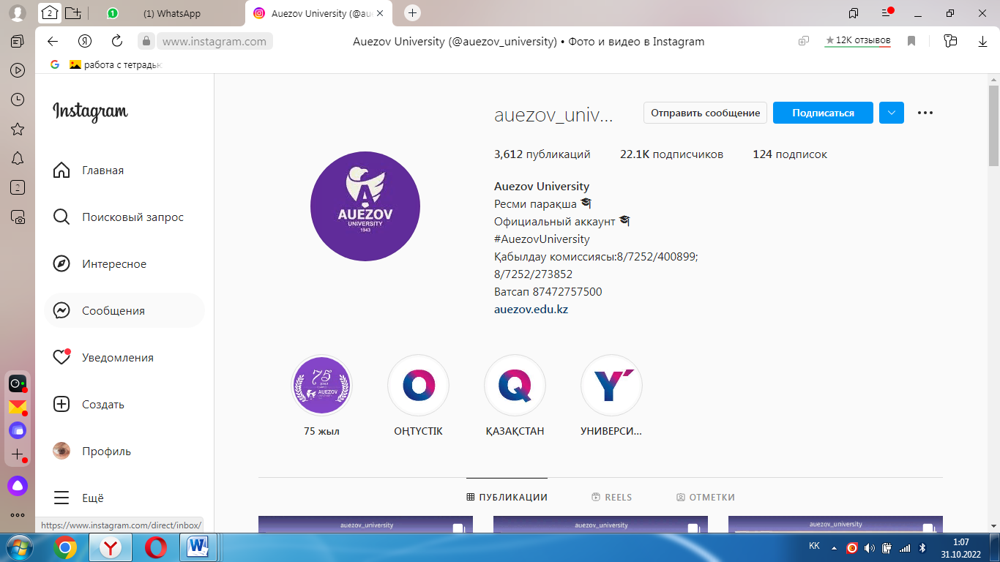 (1) WhatsApp
Auezov University (@au
www.instagram.com
Auezov University (@auezov_university) • Фото и видео в Instagram
★12K отзывов
работа с тетрадью
Instagram
Главная
Поисковый запрос
Интересное
Сообщения
Уведомления
Создать
Профиль
Ещё
auezov_univ...
Отправить сообщение
Подписаться
3,612 публикаций
22.1K подписчиков
124 подписок
Auezov University
Ресми парақша
Официальный аккаунт
#AuezovUniversity
Қабылдау комиссиясы:8/7252/400899;
8/7252/273852
Ватсап 87472757500
auezov.edu.kz
AUEZOV
UNIVERSITY
1943
75
AUEZOV
O
Q
Y´
75 жыл
ОҢТҮСТІК
ҚАЗАҚСТАН
УНИВЕРСИ...
ПУБЛИКАЦИИ
REELS
ОТМЕТКИ
auezov_university
auezov_university
auezov_university
https://www.instagram.com/direct/inbox/
2
KK
1:07
31.10.2022